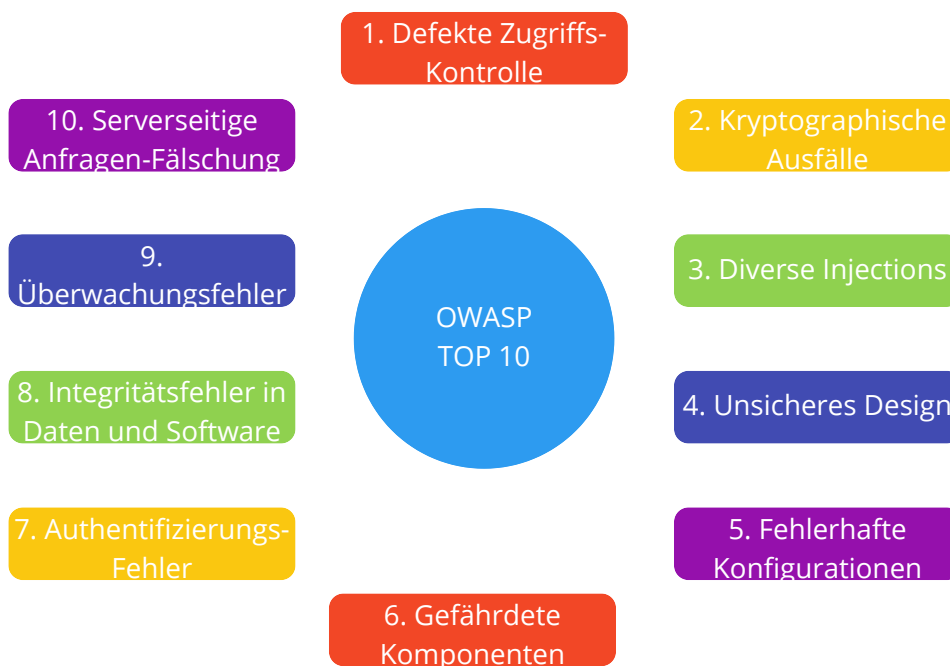 1. Defekte Zugriffs-
Kontrolle
2. Kryptographische
Ausfälle
3. Diverse Injections
4. Unsicheres Design
5. Fehlerhafte
Konfigurationen
6. Gefährdete
Komponenten
7. Authentifizierungs-
Fehler
8. Integritätsfehler in
Daten und Software
9.
Überwachungsfehler
10. Serverseitige
Anfragen-Fälschung
OWASP
TOP 10